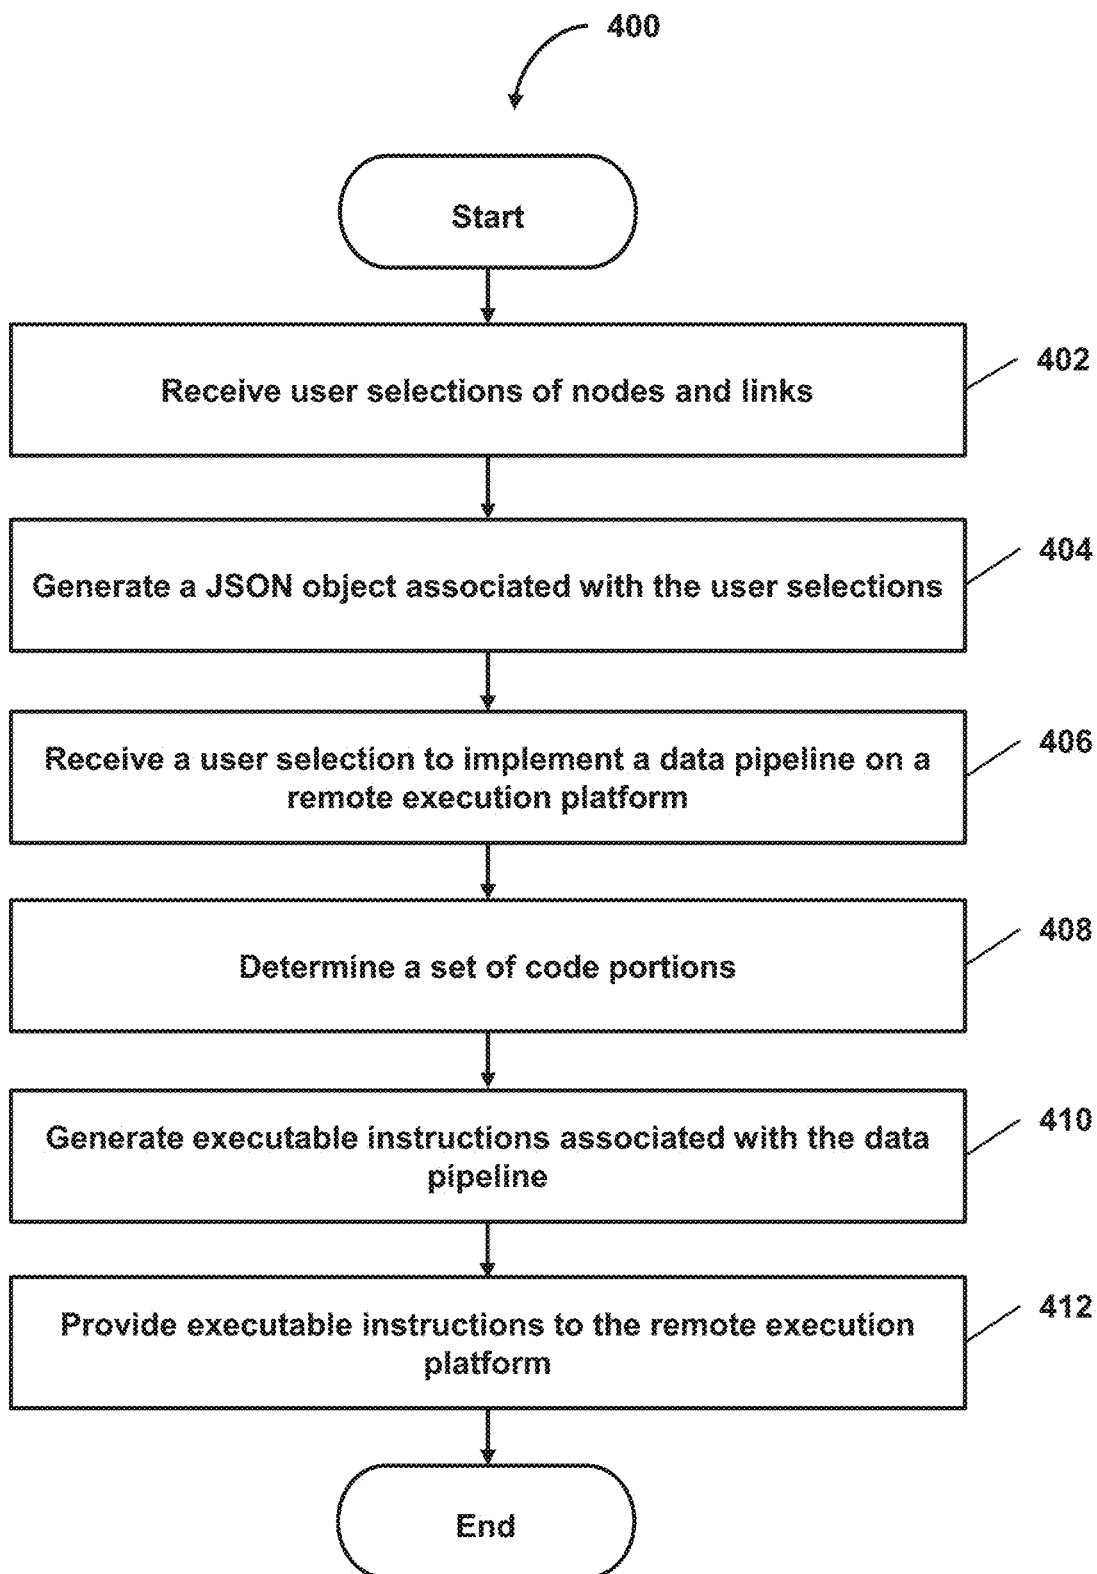 400
Start
Receive user selections of nodes and links
402
Generate a JSON object associated with the user selections
404
Receive a user selection to implement a data pipeline on a
remote execution platform
406
Determine a set of code portions
408
Generate executable instructions associated with the data
pipeline
410
Provide executable instructions to the remote execution
platform
412
End